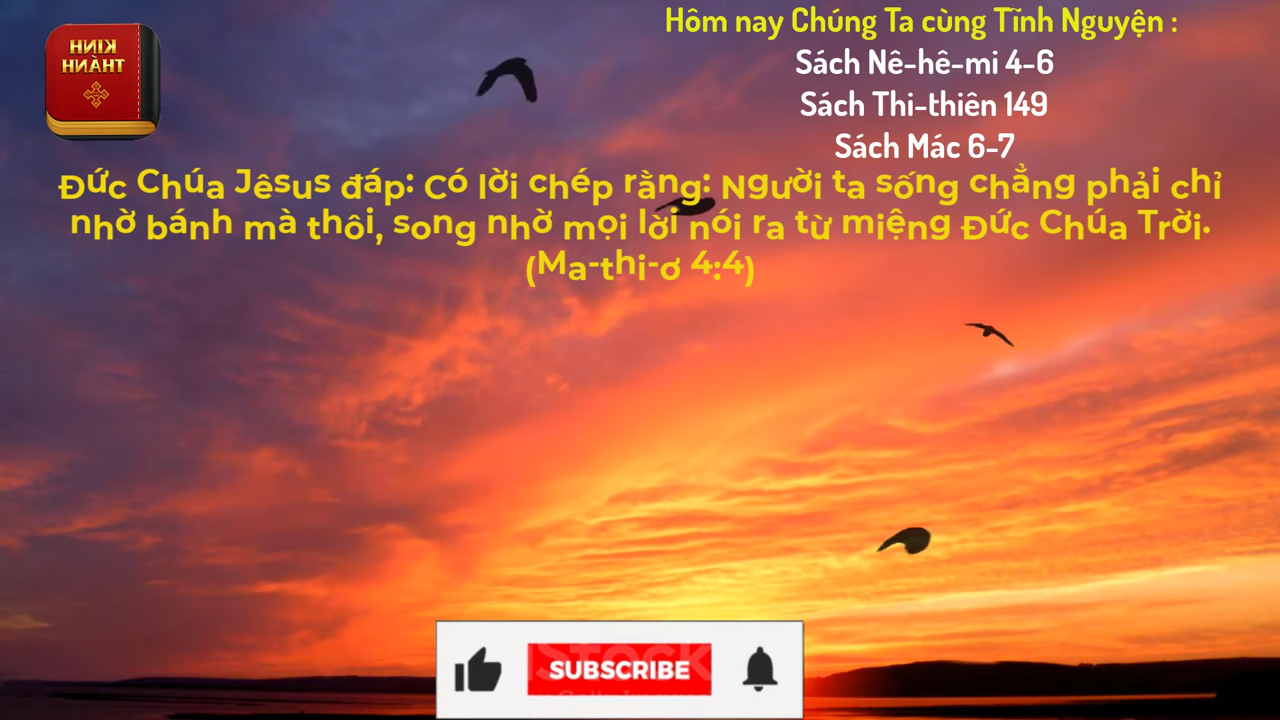 KINH
THÁNH
Hôm nay Chúng Ta cùng Tĩnh Nguyện :
Sách Nê-hê-mi 4-6
Sách Thi-thiên 149
Sách Mác 6-7
Đức Chúa Jêsus đáp: Có lời chép rằng: Người ta sống chẳng phải chỉ
nhờ bánh mà thôi, song nhờ mọi lời nói ra từ miệng Đức Chúa Trời.
(Ma-thi-ơ 4:4)
SUBSCRIBE